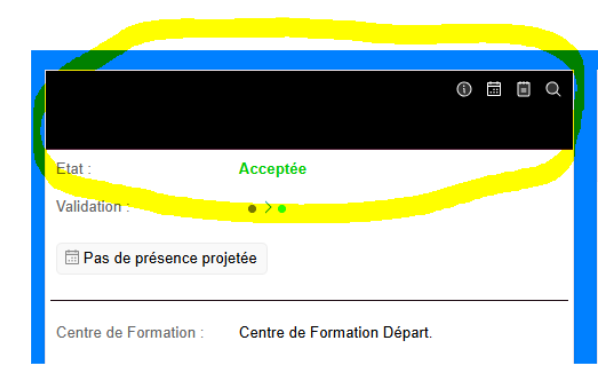 Etat : Acceptée
Validation : >
Pas de présence projetée
Centre de Formation : Centre de Formation Départ.